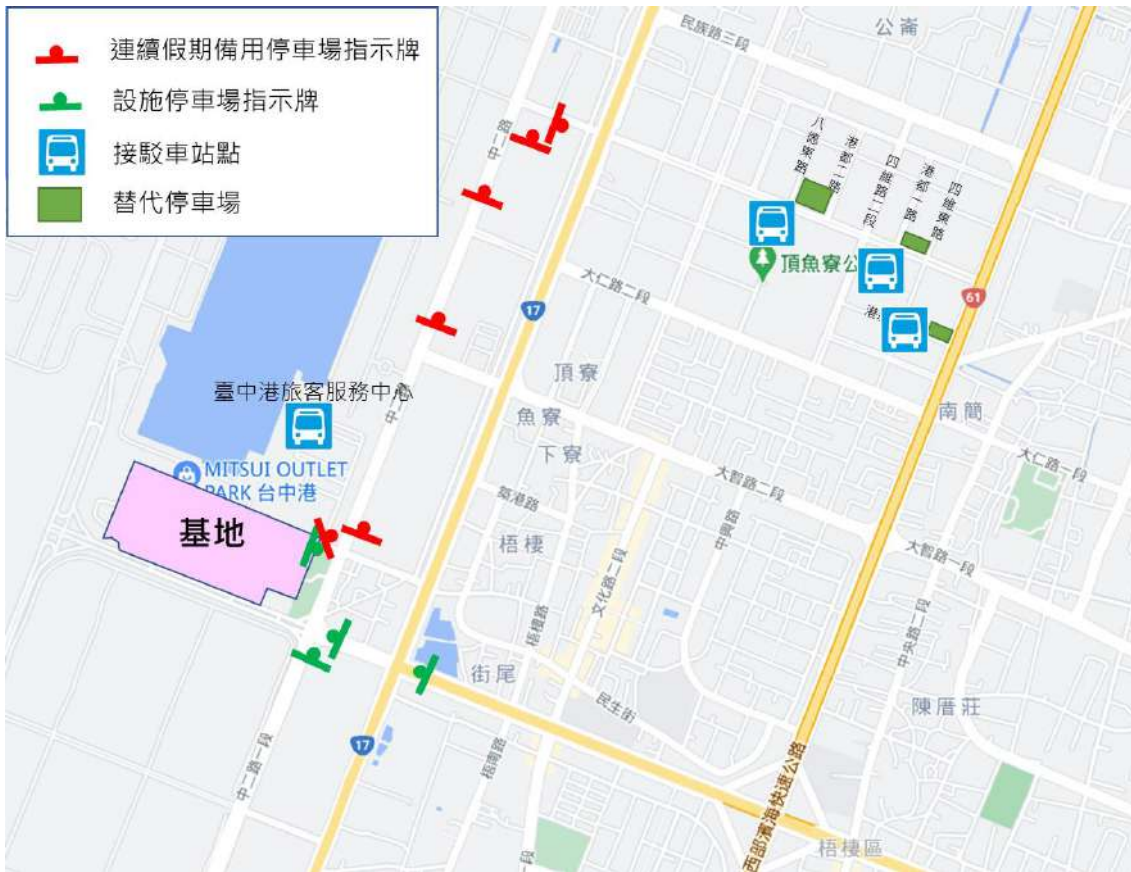 連續假期備用停車場指示牌
設施停車場指示牌
接駁車站點
替代停車場
公崙
民族路三段
中二路
八德東路
港都二路
四維路二段
港都一路
四維東路
頂魚寮公
61
大仁路二段
17
港
頂寮
魚寮
下寮
南簡
臺中港旅客服務中心
中二
MITSUI OUTLET
PARK 台中港
基地
大智路二段
大仁路一段
築港路
梧棲
中興路
大智路一段
文化路二段
梧棲路
中央路二段
街尾
民生街
陳厝莊
17
梧南路
中二路一段
西部濱海快速公路
梧棲區